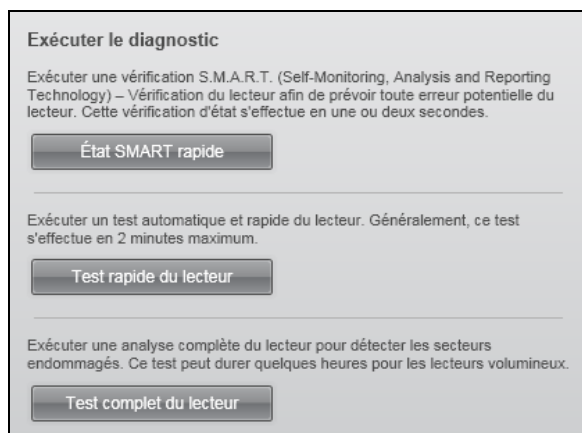 Exécuter le diagnostic
Exécuter une vérification S.M.A.R.T. (Self-Monitoring, Analysis and Reporting
Technology) – Vérification du lecteur afin de prévoir toute erreur potentielle du
lecteur. Cette vérification d'état s'effectue en une ou deux secondes.
État SMART rapide
Exécuter un test automatique et rapide du lecteur. Généralement, ce test
s'effectue en 2 minutes maximum.
Test rapide du lecteur
Exécuter une analyse complète du lecteur pour détecter les secteurs
endommagés. Ce test peut durer quelques heures pour les lecteurs volumineux.
Test complet du lecteur